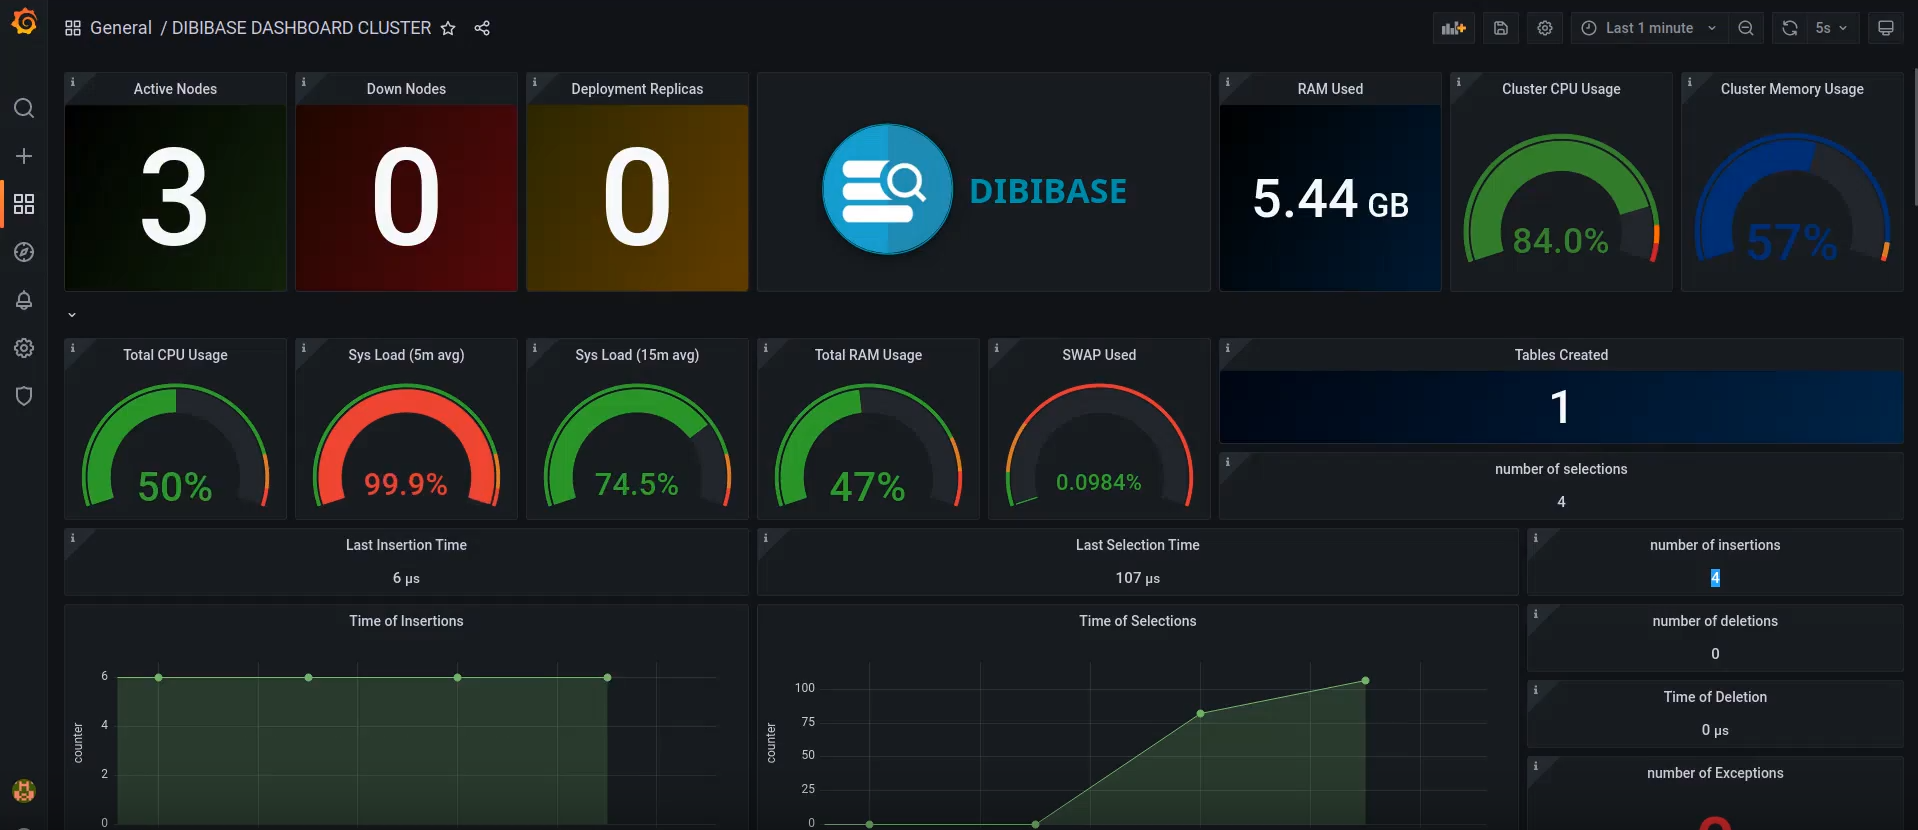 General / DIBIBASE DASHBOARD CLUSTER
Last 1 minute
5s
Active Nodes
3
Down Nodes
0
Deployment Replicas
0
DIBIBASE
RAM Used
5.44 GB
Cluster CPU Usage
84.0%
Cluster Memory Usage
57%
Total CPU Usage
50%
Sys Load (5m avg)
99.9%
Sys Load (15m avg)
74.5%
Total RAM Usage
47%
SWAP Used
0.0984%
Tables Created
1
number of selections
4
Last Insertion Time
6 µs
Last Selection Time
107 µs
number of insertions
4
Time of Insertions
counter
6
4
2
0
Time of Selections
counter
100
75
50
25
0
number of deletions
0
Time of Deletion
0 µs
number of Exceptions